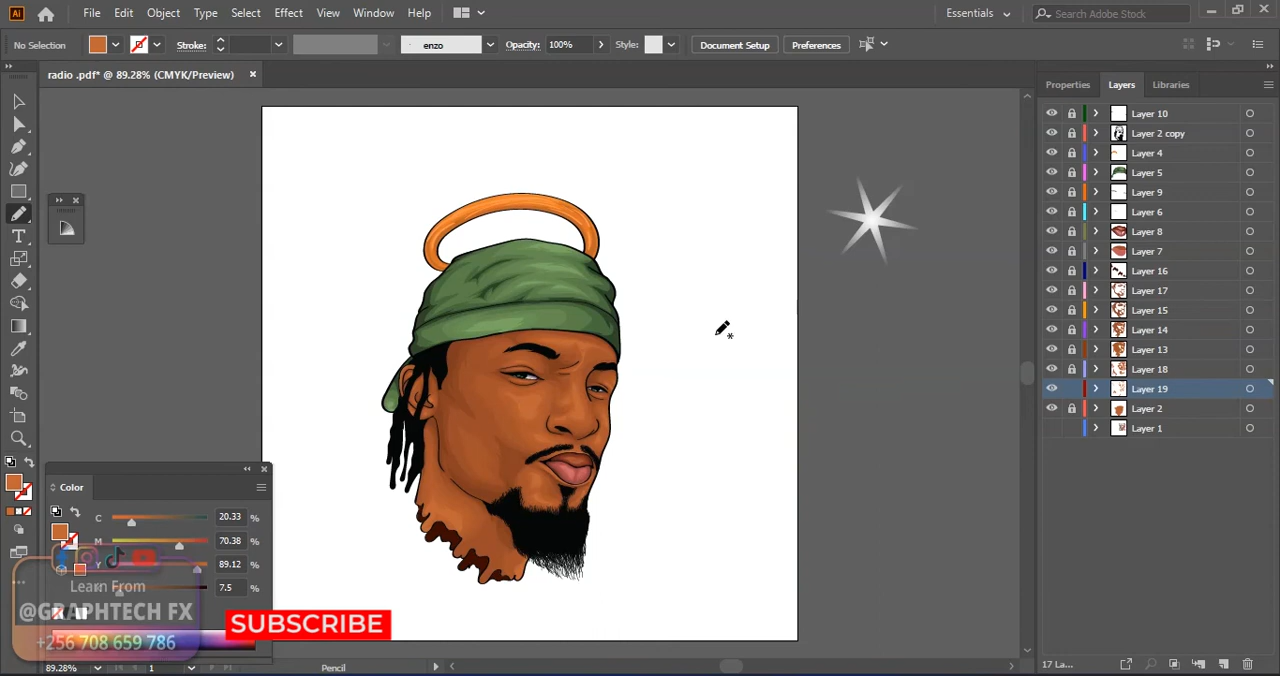 Ai File Edit Object Type Select Effect View Window Help Essentials Search Adobe Stock
No Selection Stroke: enzo Opacity: 100% Style: Document Setup Preferences
radio .pdf* @ 89.28% (CMYK/Preview)
Properties Layers Libraries
Layer 10
Layer 2 copy
Layer 4
Layer 5
Layer 9
Layer 6
Layer 8
Layer 7
Layer 16
Layer 17
Layer 15
Layer 14
Layer 13
Layer 18
Layer 19
Layer 2
Layer 1
Color
C 20.33 %
M 70.38 %
Y 89.12 %
7.5 %
Learn From
@GRAPHTECH FX
+256 708 659 786
SUBSCRIBE
89.28% 1 Pencil 17 La...